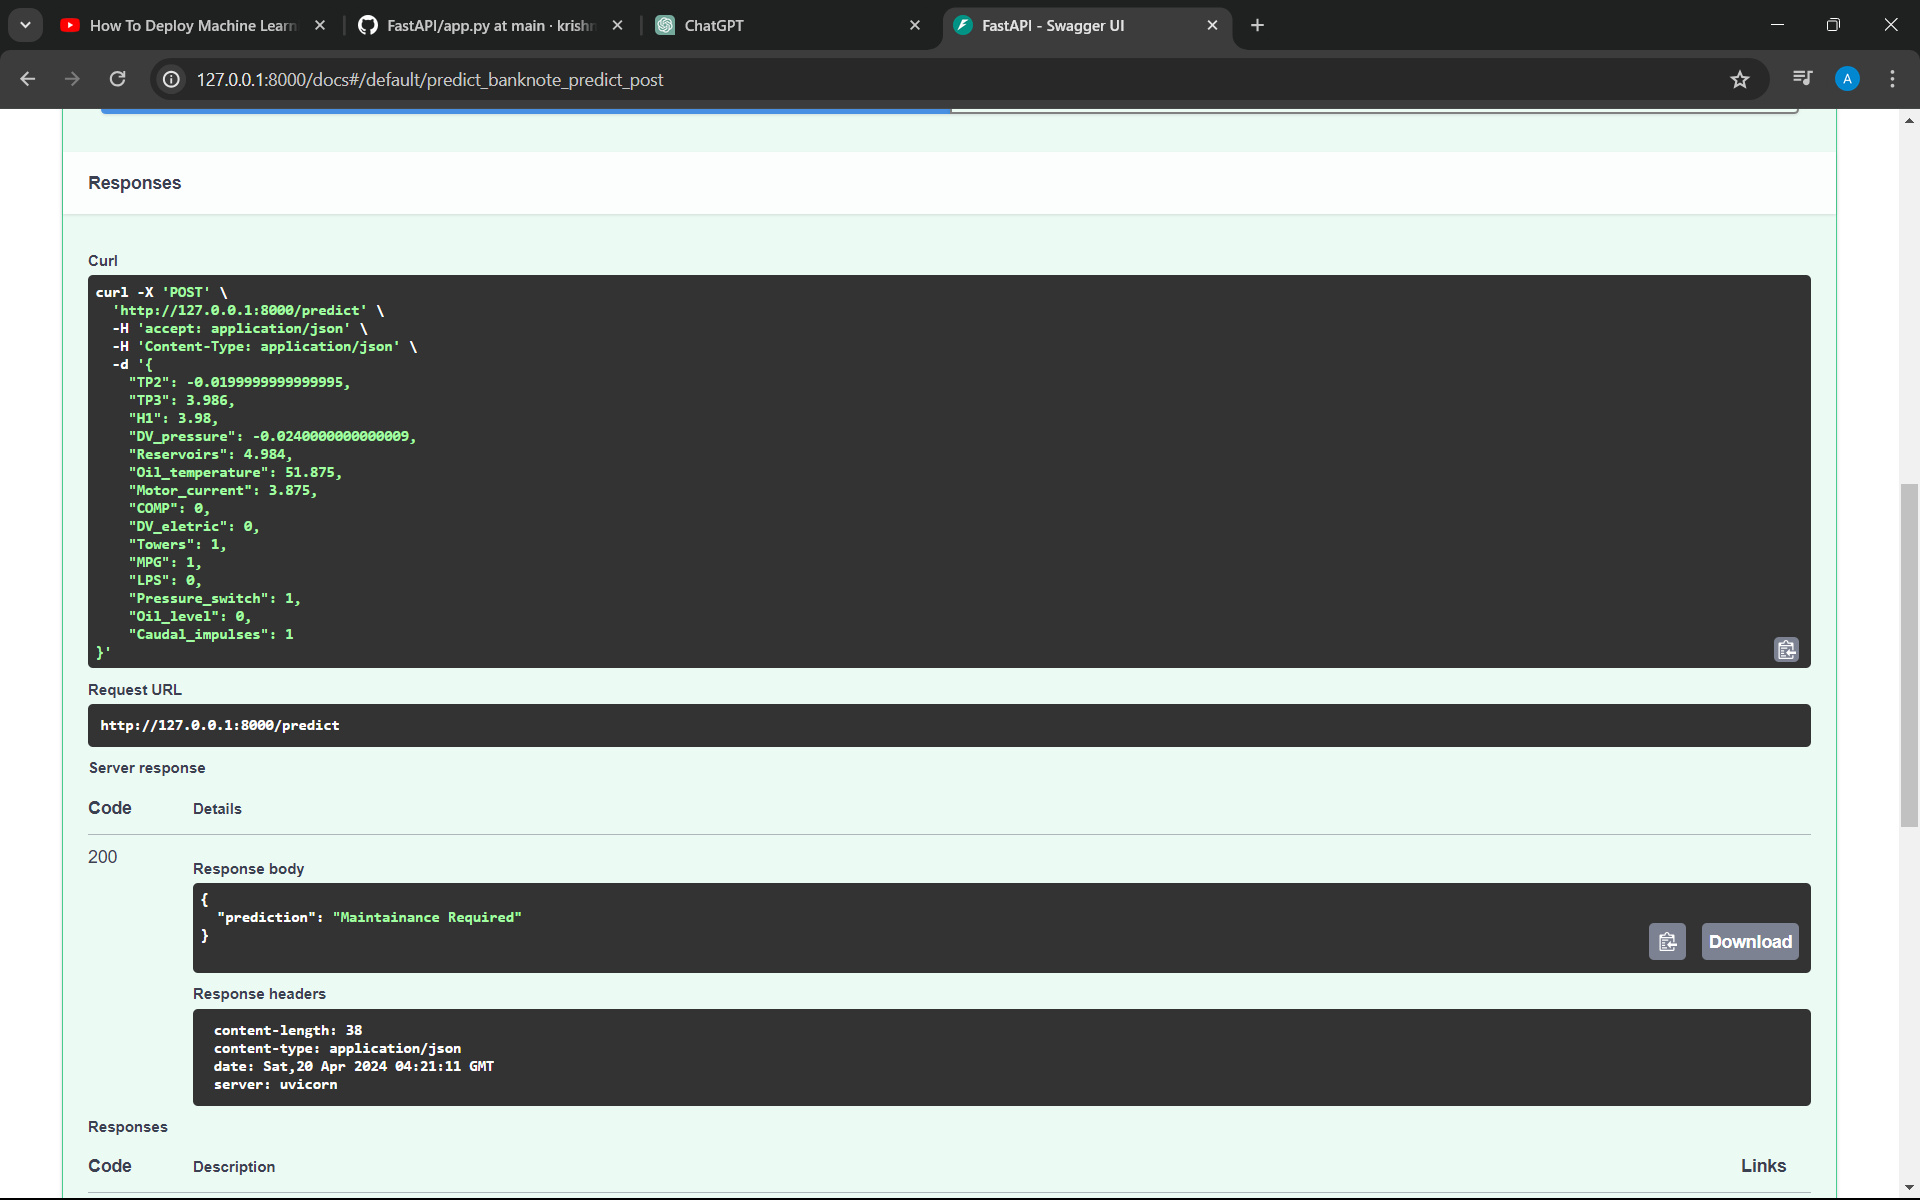 How To Deploy Machine Learn
FastAPI/app.py at main · krishn
ChatGPT
FastAPI - Swagger UI
127.0.0.1:8000/docs#/default/predict_banknote_predict_post
A
Responses
Curl
curl -X 'POST' \
'http://127.0.0.1:8000/predict' \
-H 'accept: application/json' \
-H 'Content-Type: application/json' \
-d '{
"TP2": -0.0199999999999995,
"TP3": 3.986,
"H1": 3.98,
"DV_pressure": -0.0240000000000009,
"Reservoirs": 4.984,
"Oil_temperature": 51.875,
"Motor_current": 3.875,
"COMP": 0,
"DV_eletric": 0,
"Towers": 1,
"MPG": 1,
"LPS": 0,
"Pressure_switch": 1,
"Oil_level": 0,
"Caudal_impulses": 1
}'
Request URL
http://127.0.0.1:8000/predict
Server response
Code Details
200
Response body
{
"prediction": "Maintainance Required"
}
Download
Response headers
content-length: 38
content-type: application/json
date: Sat,20 Apr 2024 04:21:11 GMT
server: uvicorn
Responses
Code Description Links